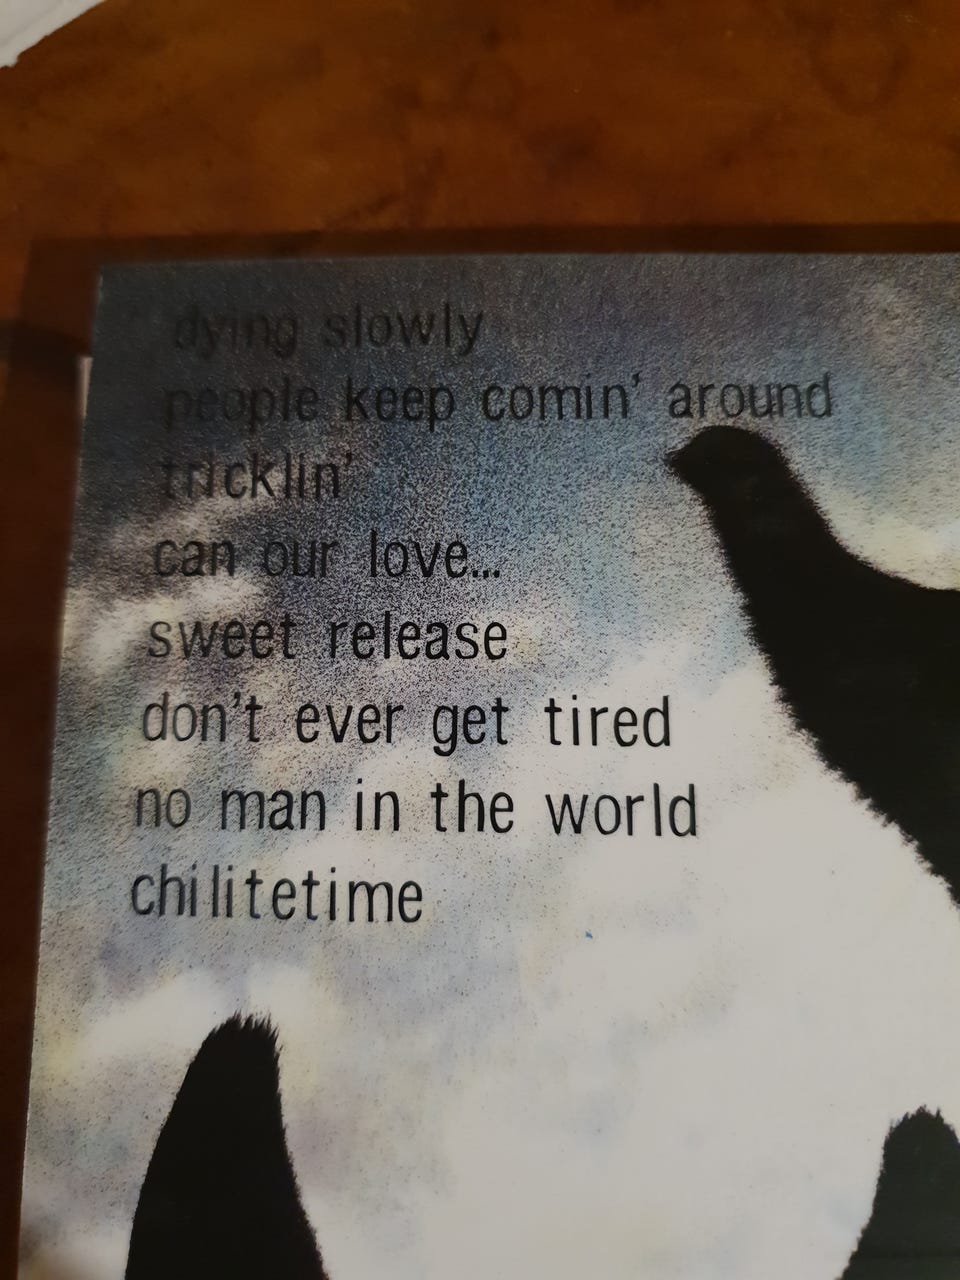 dying slowly
people keep comin' around
tricklin'
can our love...
sweet release
don't ever get tired
no man in the world
chilitetime